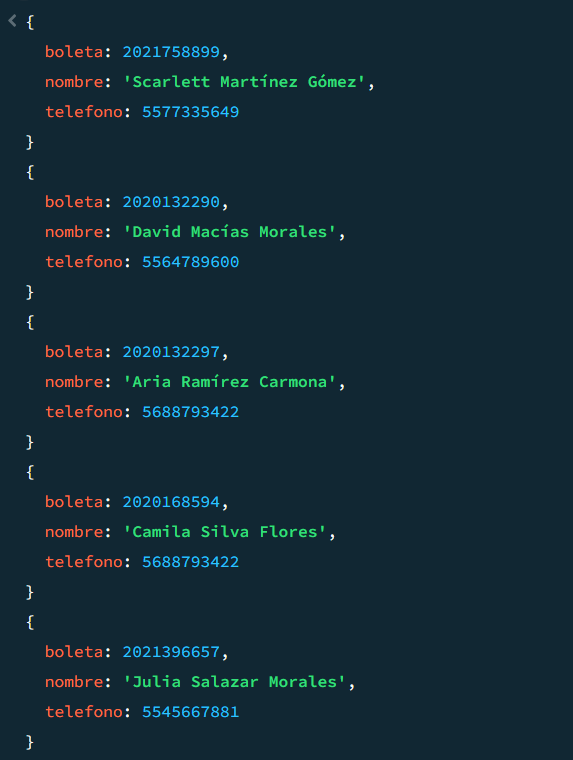 {
boleta: 2021758899,
nombre: 'Scarlett Martínez Gómez',
telefono: 5577335649
}
{
boleta: 2020132290,
nombre: 'David Macías Morales',
telefono: 5564789600
}
{
boleta: 2020132297,
nombre: 'Aria Ramírez Carmona',
telefono: 5688793422
}
{
boleta: 2020168594,
nombre: 'Camila Silva Flores',
telefono: 5688793422
}
{
boleta: 2021396657,
nombre: 'Julia Salazar Morales',
telefono: 5545667881
}